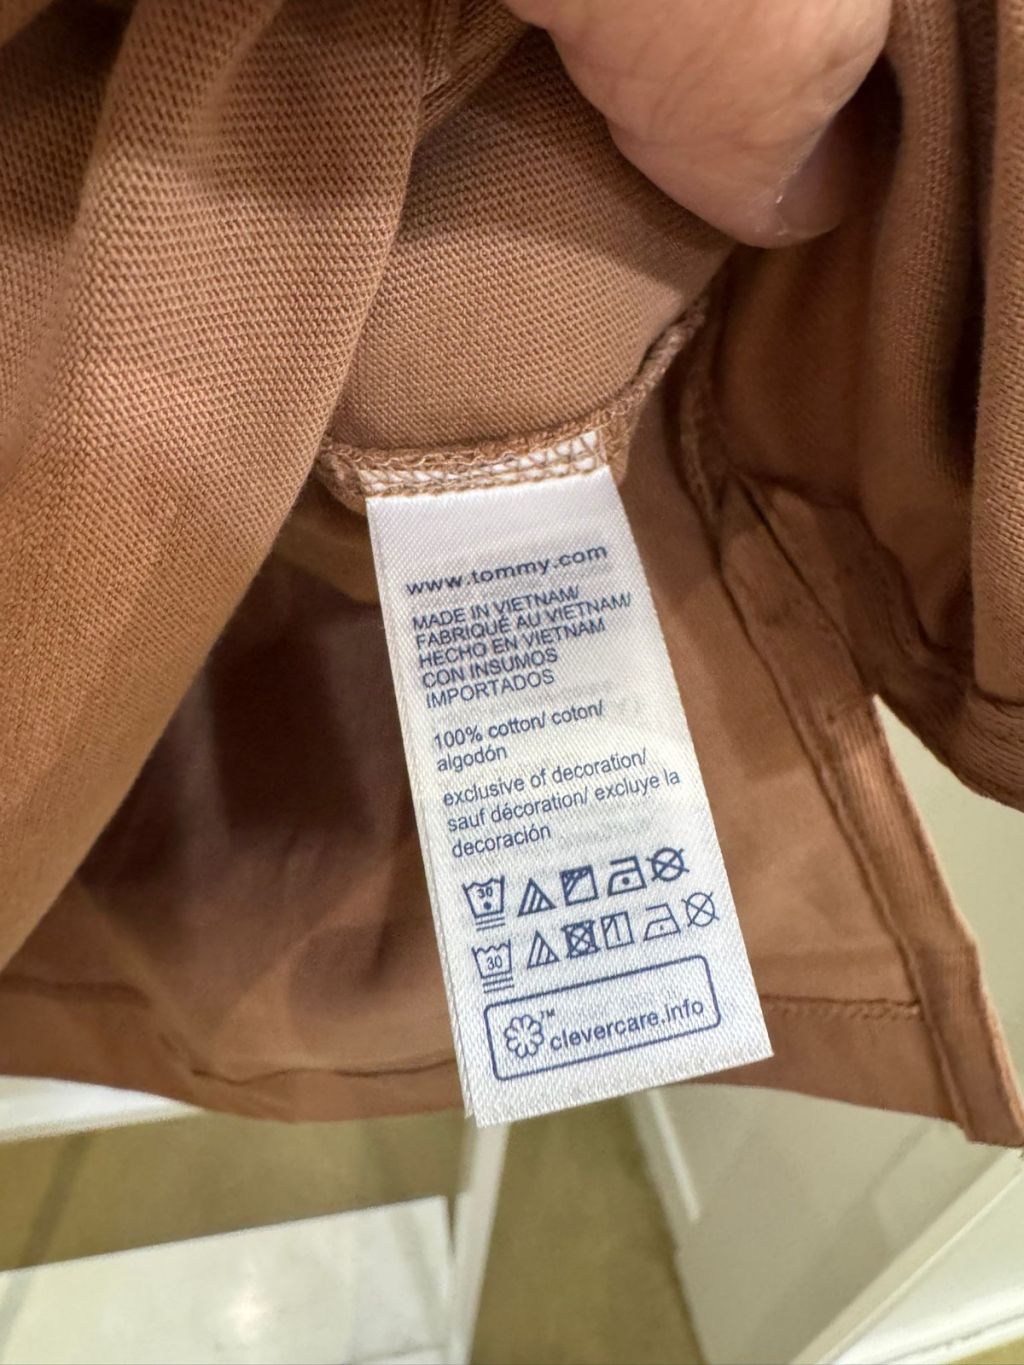 www.tommy.com
MADE IN VIETNAM/
FABRIQUÉ AU VIETNAM/
HECHO EN VIETNAM
CON INSUMOS
IMPORTADOS
100% cotton/ coton/
algodón
exclusive of decoration/
sauf décoration/ excluye la
decoración
30
30
™
clevercare.info